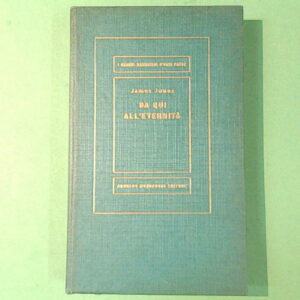 I GRANDI NARRATORI D'OGNI PAESE
James Jones
DA QUI
ALL'ETERNITÀ
ARNOLDO MONDADORI EDITORE